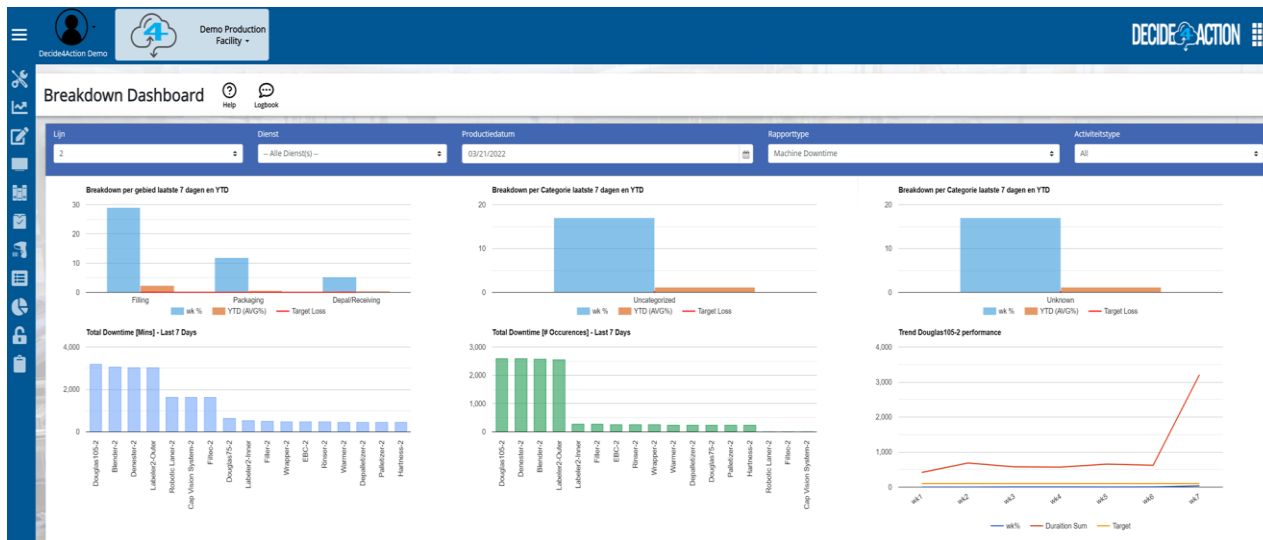 Decide4Action Demo
4
Demo Production
Facility
DECIDE 4 ACTION
Breakdown Dashboard
Help
Logbook
Lijn
Dienst
Productiedatum
Rapporttype
Activiteitstype
2
-- Alle Dienst(s) --
03/21/2022
Machine Downtime
All
Breakdown per gebied laatste 7 dagen en YTD
30
20
10
0
Filling
Packaging
Depal/Receiving
wk %
YTD (AVG%)
Target Loss
Breakdown per Categorie laatste 7 dagen en YTD
20
10
0
Uncategorized
wk %
YTD (AVG%)
Target Loss
Breakdown per Categorie laatste 7 dagen en YTD
20
10
0
Unknown
wk %
YTD (AVG%)
Target Loss
Total Downtime [Mins] - Last 7 Days
4,000
2,000
0
Douglas105-2
Blender-2
Denester-2
Labeler2-Outer
Robotic Laner-2
Cap Vision System-2
Filtec-2
Douglas75-2
Labeler2-Inner
Filler-2
Wrapper-2
EBC-2
Rinser-2
Warmer-2
Depalletizer-2
Palletizer-2
Hartness-2
Total Downtime [# Occurences] - Last 7 Days
3,000
2,000
1,000
0
Douglas105-2
Denester-2
Blender-2
Labeler2-Outer
Labeler2-Inner
Filler-2
EBC-2
Rinser-2
Wrapper-2
Warmer-2
Depalletizer-2
Douglas75-2
Palletizer-2
Hartness-2
Robotic Laner-2
Filtec-2
Cap Vision System-2
Trend Douglas105-2 performance
4,000
3,000
2,000
1,000
0
wk1
wk2
wk3
wk4
wk5
wk6
wk7
wk%
Duraition Sum
Target